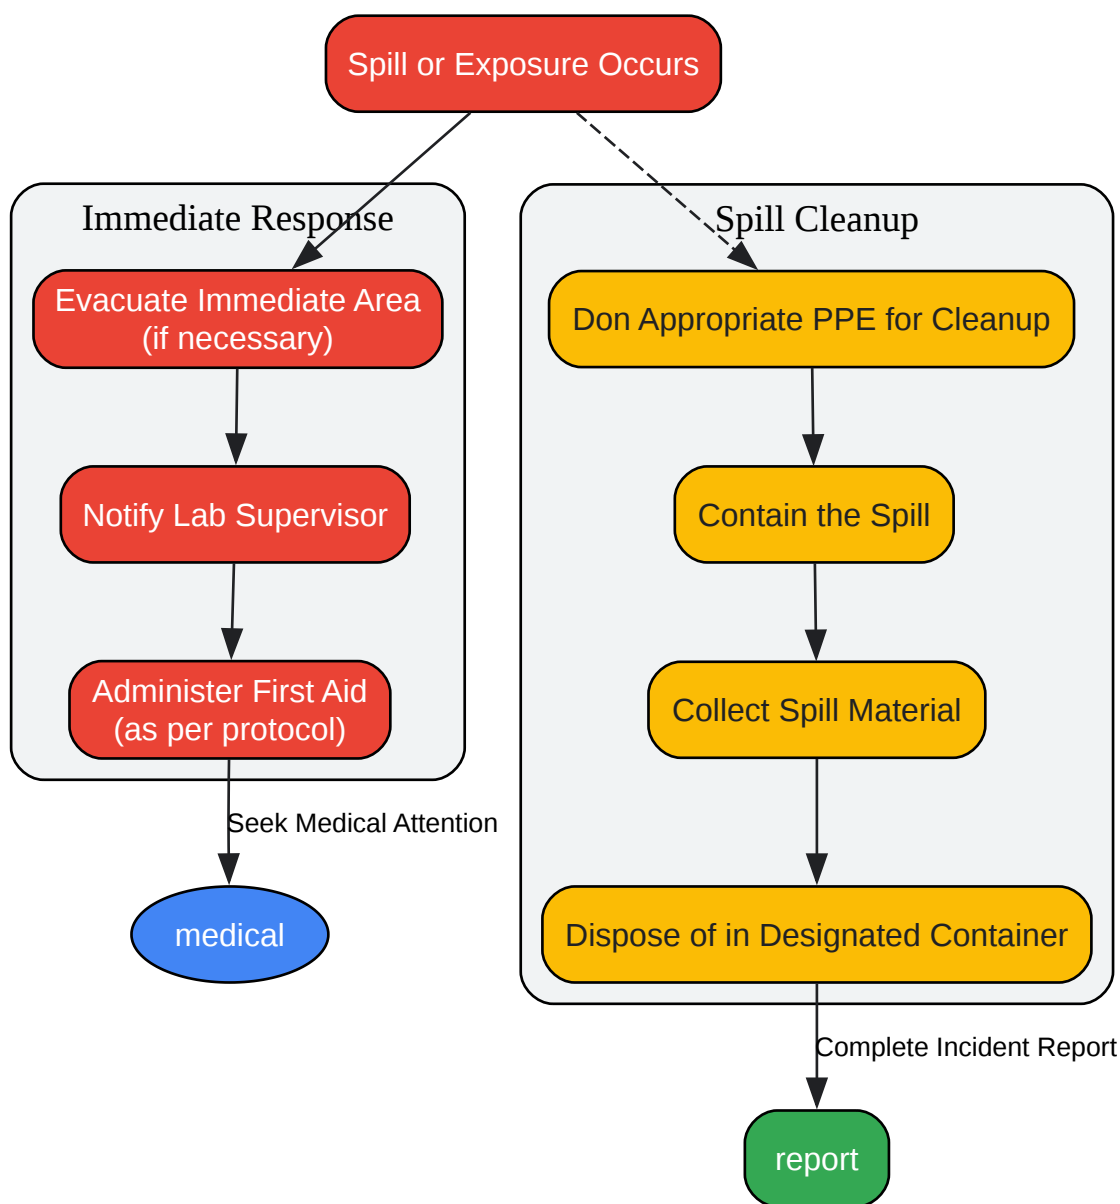 Spill or Exposure Occurs
Immediate Response
Evacuate Immediate Area
(if necessary)
Notify Lab Supervisor
Administer First Aid
(as per protocol)
Seek Medical Attention
medical
Spill Cleanup
Don Appropriate PPE for Cleanup
Contain the Spill
Collect Spill Material
Dispose of in Designated Container
Complete Incident Report
report